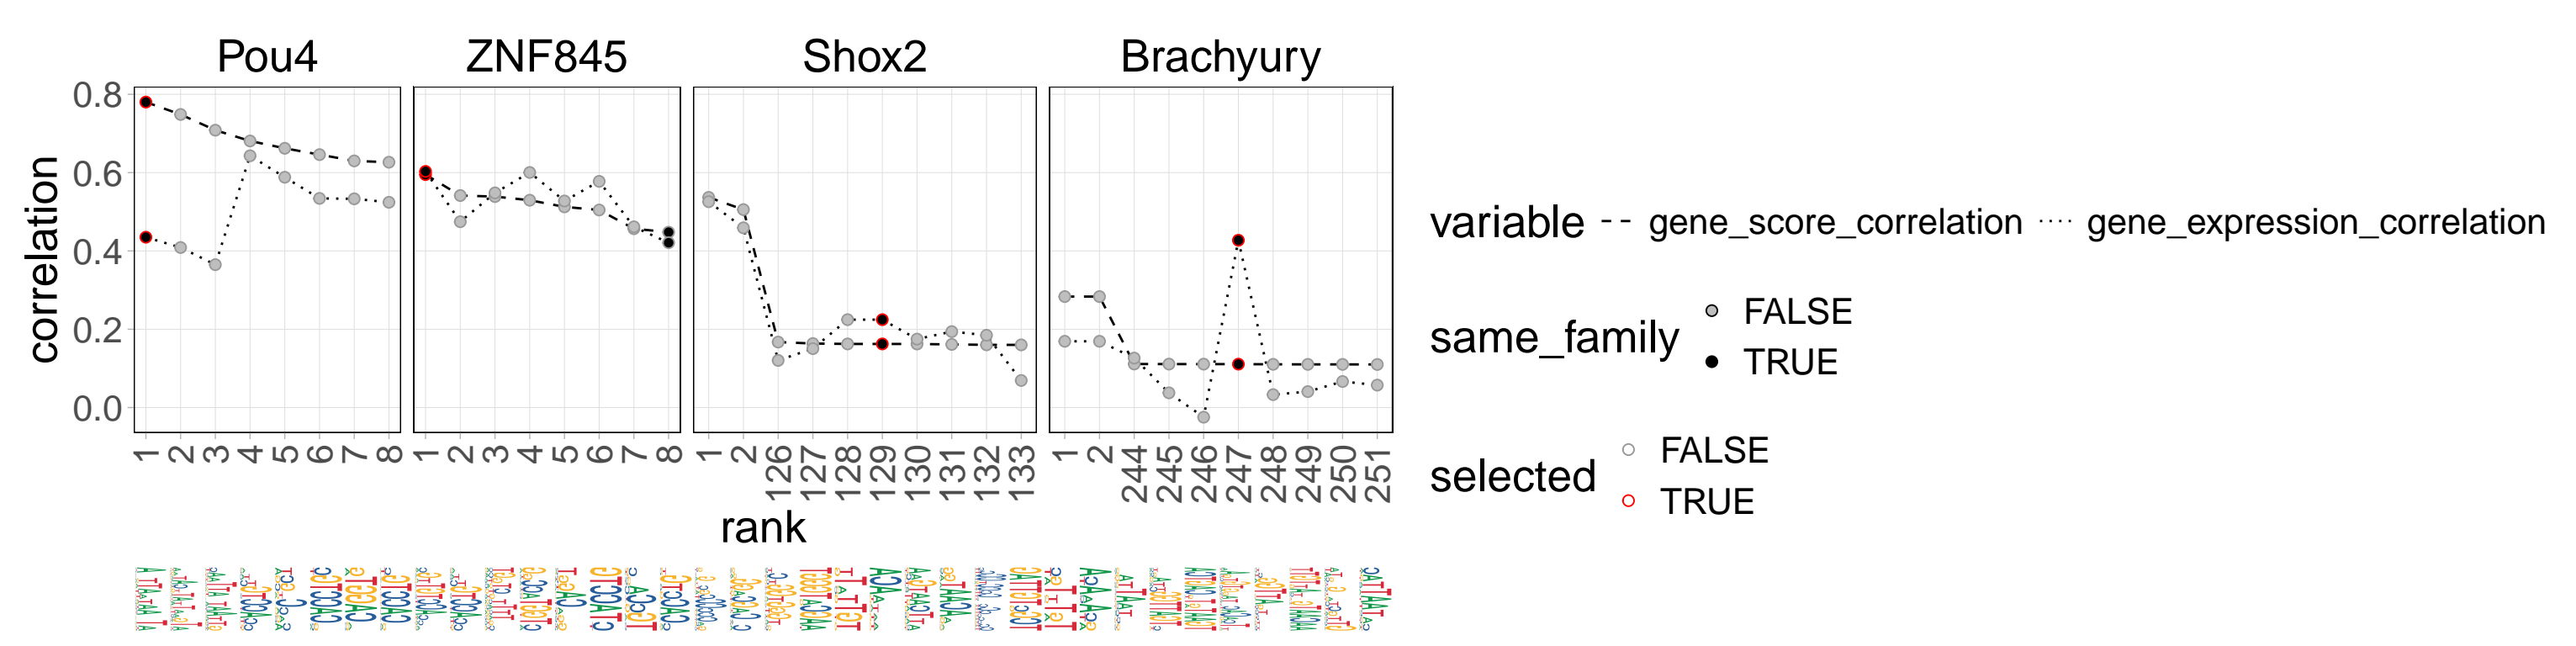 Pou4 ZNF845 Shox2 Brachyury
correlation
0.8
0.6
0.4
0.2
0.0
1 2 3 4 5 6 7 8
1 2 3 4 5 6 7 8
1 2 126 127 128 129 130 131 132 133
1 2 244 245 246 247 248 249 250 251
rank
variable gene_score_correlation gene_expression_correlation
same_family
FALSE
TRUE
selected
FALSE
TRUE